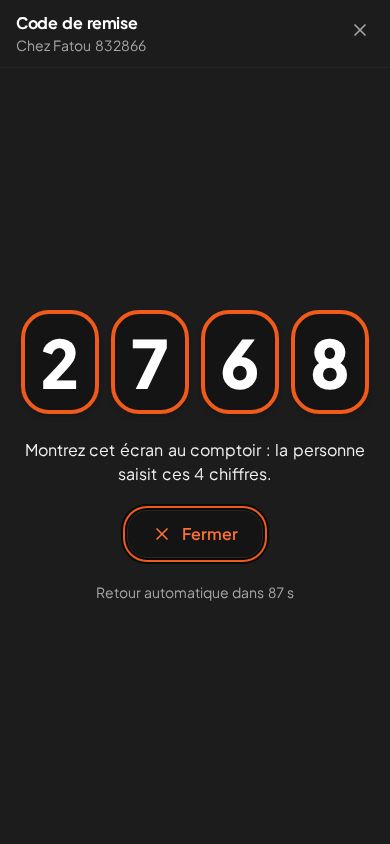 Code de remise
Chez Fatou 832866
2 7 6 8
Montrez cet écran au comptoir : la personne
saisit ces 4 chiffres.
Fermer
Retour automatique dans 87 s